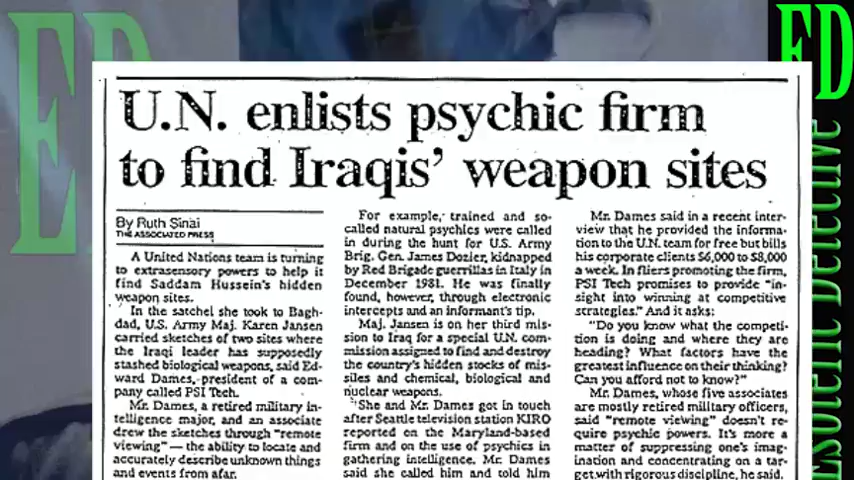 U.N. enlists psychic firm
to find Iraqis' weapon sites
By Ruth Sinai
THE ASSOCIATED PRESS
A United Nations team is turning
to extrasensory powers to help it
find Saddam Hussein's hidden
weapon sites.
In the satchel she took to Bagh-
dad, U.S. Army Maj. Karen Jansen
carried sketches of two sites where
the Iraqi leader has supposedly
stashed biological weapons, said Ed-
ward Dames, president of a com-
pany called PSI Tech.
Mr. Dames, a retired military in-
telligence major, and an associate
drew the sketches through "remote
viewing" — the ability to locate and
accurately describe unknown things
and events from afar.
For example, trained and so-
called natural psychics were called
in during the hunt for U.S. Army
Brig. Gen. James Dozier, kidnapped
by Red Brigade guerrillas in Italy in
December 1981. He was finally
found, however, through electronic
intercepts and an informant's tip.
Maj. Jansen is on her third mis-
sion to Iraq for a special U.N. com-
mission assigned to find and destroy
the country's hidden stocks of mis-
siles and chemical, biological and
nuclear weapons.
"She and Mr. Dames got in touch
after Seattle television station KIRO
reported on the Maryland-based
firm and on the use of psychics in
gathering intelligence. Mr. Dames
said she called him and told him
Mr. Dames said in a recent inter-
view that he provided the informa-
tion to the U.N. team for free but bills
his corporate clients $6,000 to $8,000
a week. In fliers promoting the firm,
PSI Tech promises to provide "in-
sight into winning at competitive
strategies." And it asks:
"Do you know what the competi-
tion is doing and where they are
heading? What factors have the
greatest influence on their thinking?
Can you afford not to know?"
Mr. Dames, whose five associates
are mostly retired military officers,
said "remote viewing" doesn't re-
quire psychic powers. It's more a
matter of suppressing one's imag-
ination and concentrating on a tar-
get with rigorous discipline, he said.
ED
ED
Esoteric Detective